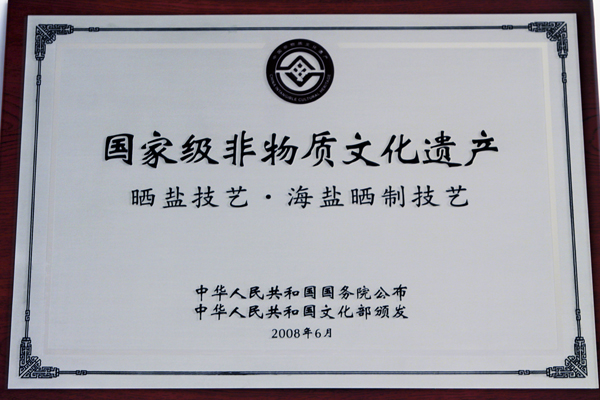 国家级非物质文化遗产
晒盐技艺·海盐晒制技艺
中华人民共和国国务院公布
中华人民共和国文化部颁发
2008年6月